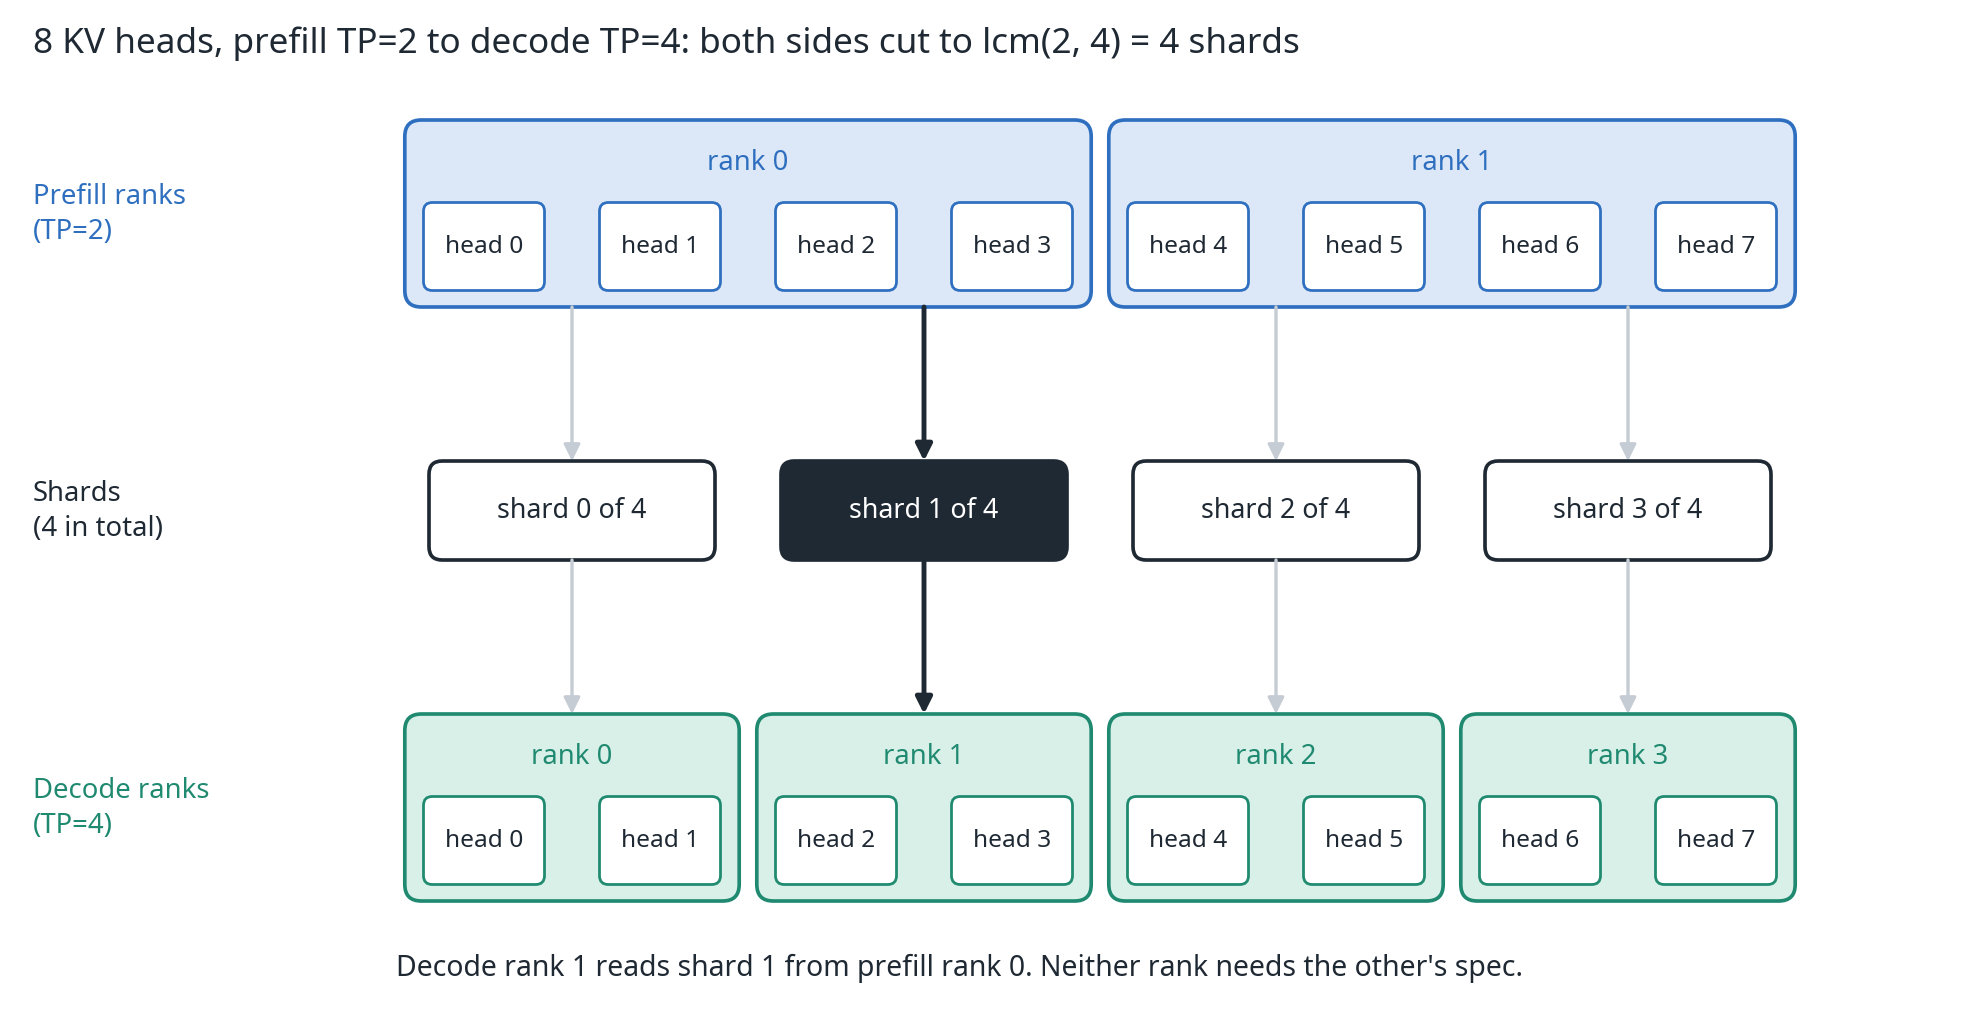 8 KV heads, prefill TP=2 to decode TP=4: both sides cut to lcm(2, 4) = 4 shards
Prefill ranks
(TP=2)
rank 0
head 0
head 1
head 2
head 3
rank 1
head 4
head 5
head 6
head 7
Shards
(4 in total)
shard 0 of 4
shard 1 of 4
shard 2 of 4
shard 3 of 4
Decode ranks
(TP=4)
rank 0
head 0
head 1
rank 1
head 2
head 3
rank 2
head 4
head 5
rank 3
head 6
head 7
Decode rank 1 reads shard 1 from prefill rank 0. Neither rank needs the other's spec.